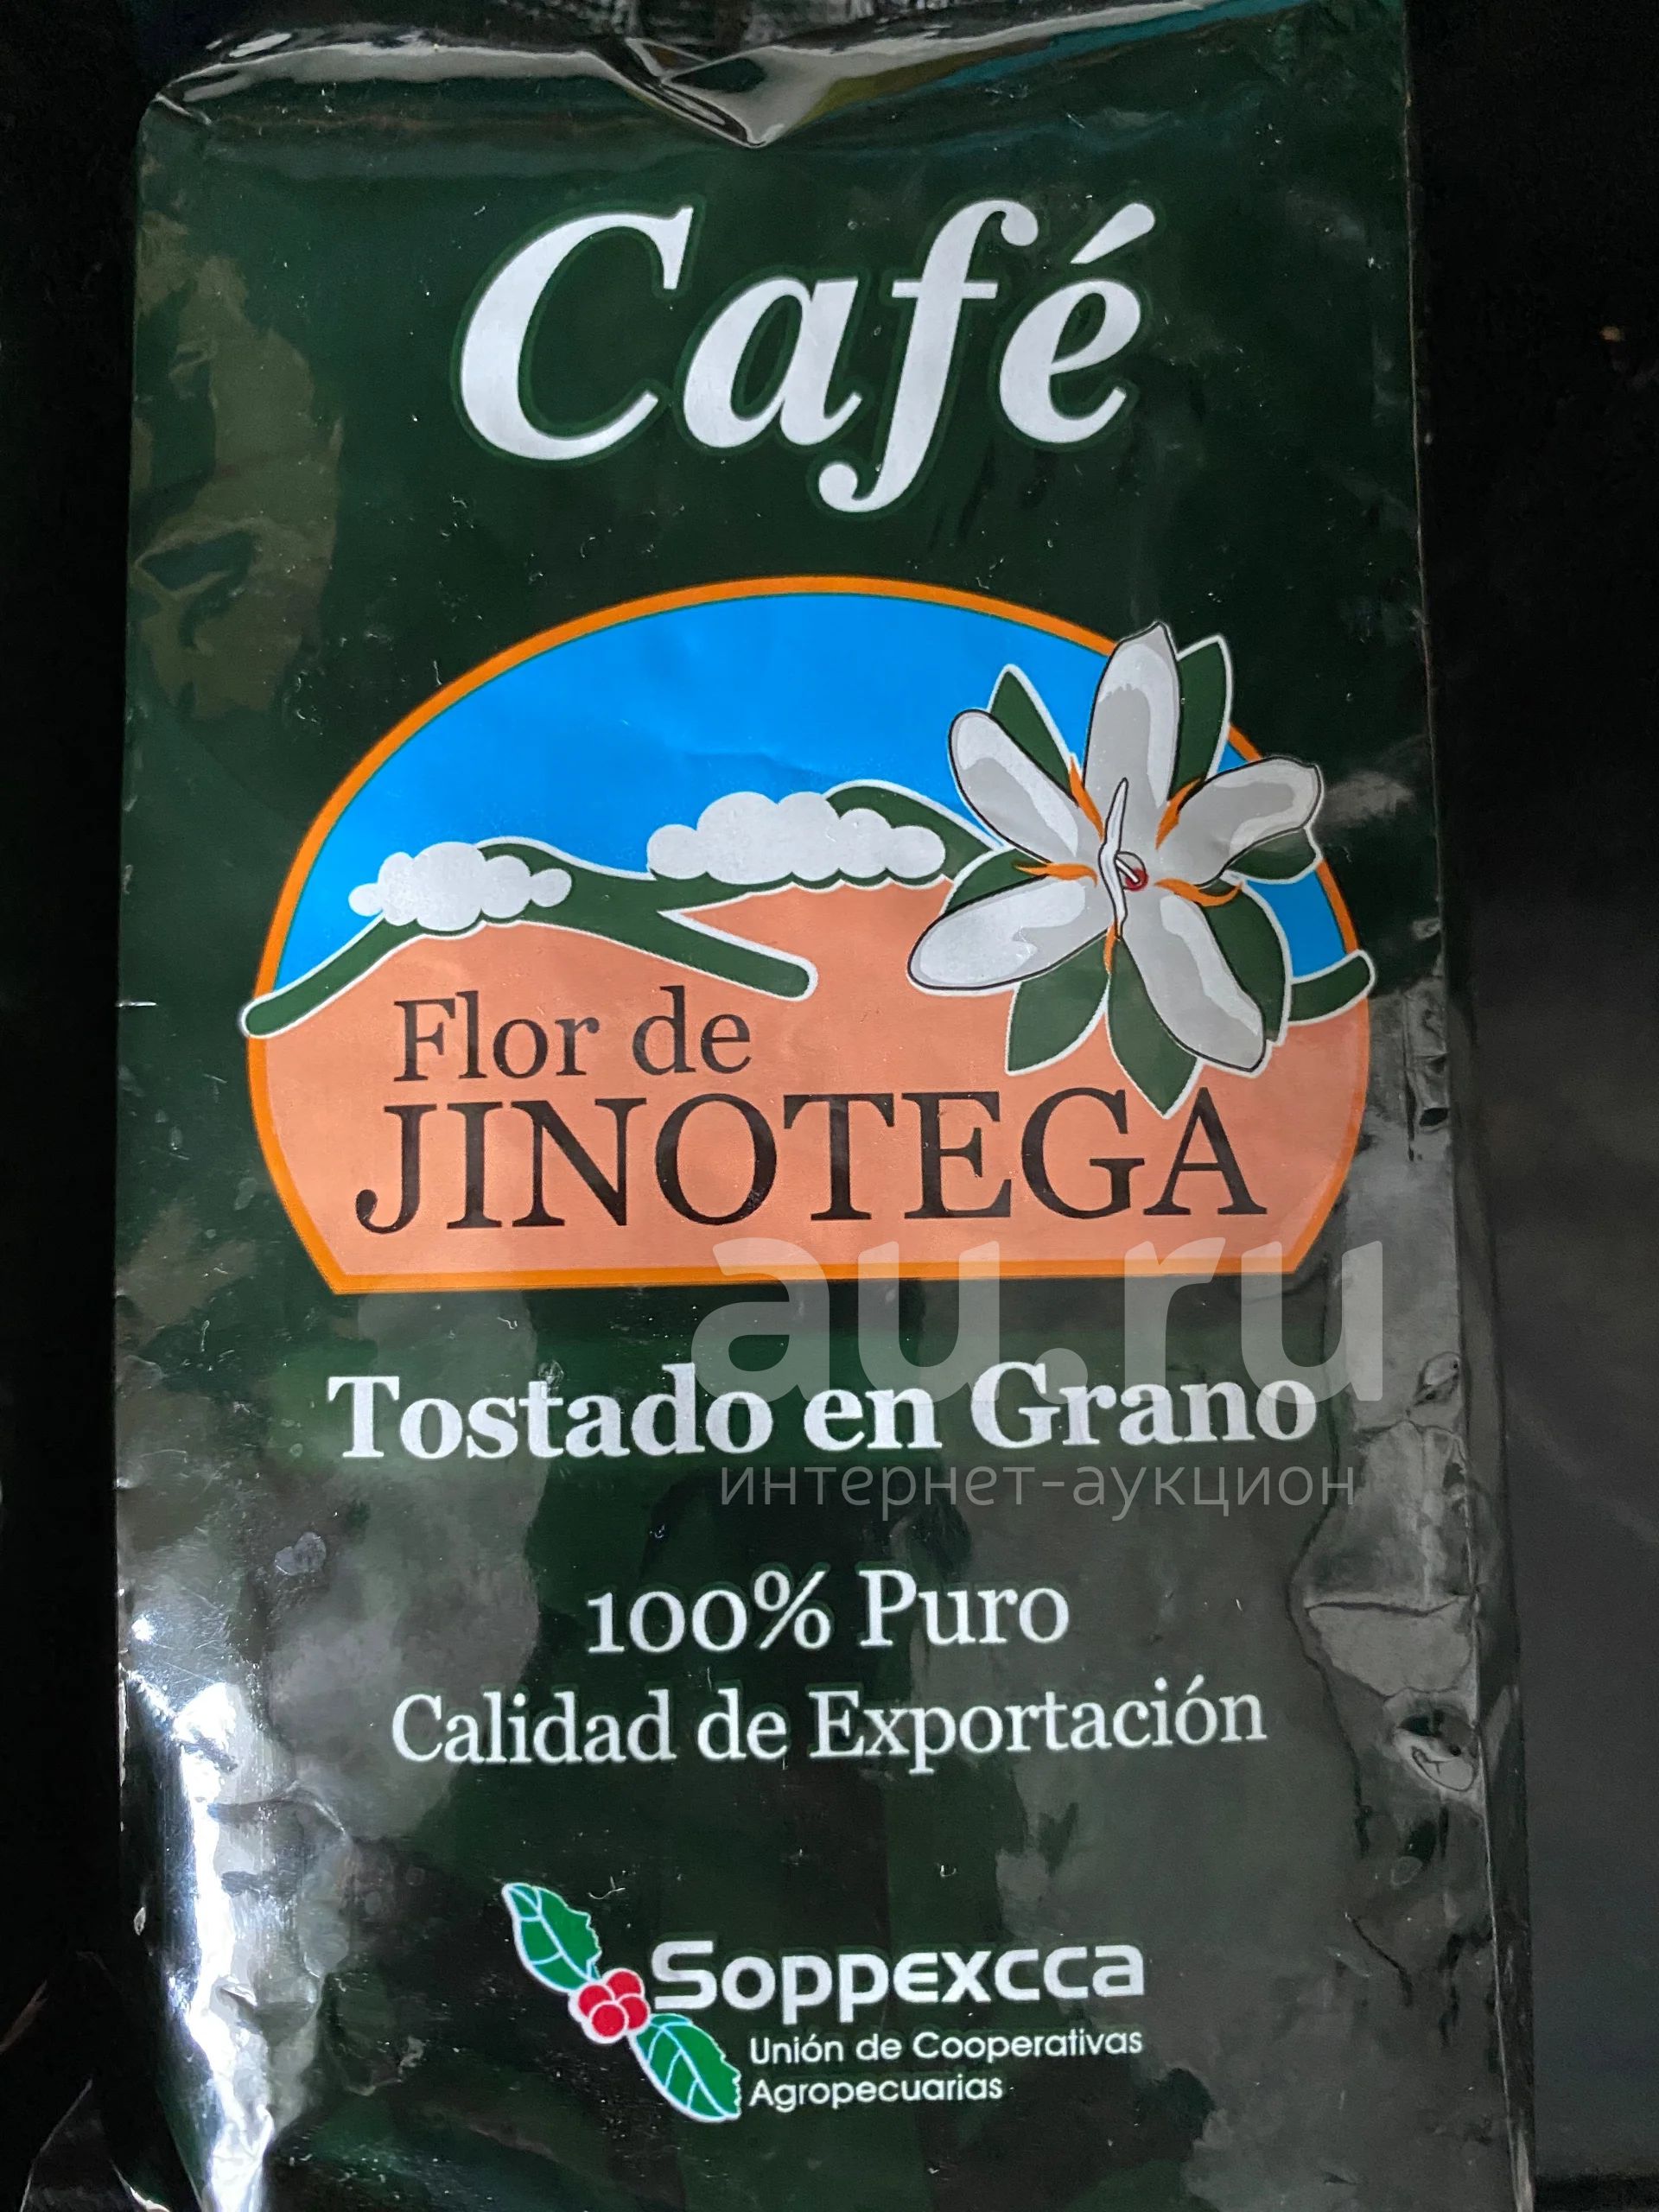 Café
Flor de
JINOTEGA
au.ru
Tostado en Grano
интернет-аукцион
100% Puro
Calidad de Exportación
Soppexcca
Unión de Cooperativas
Agropecuarias